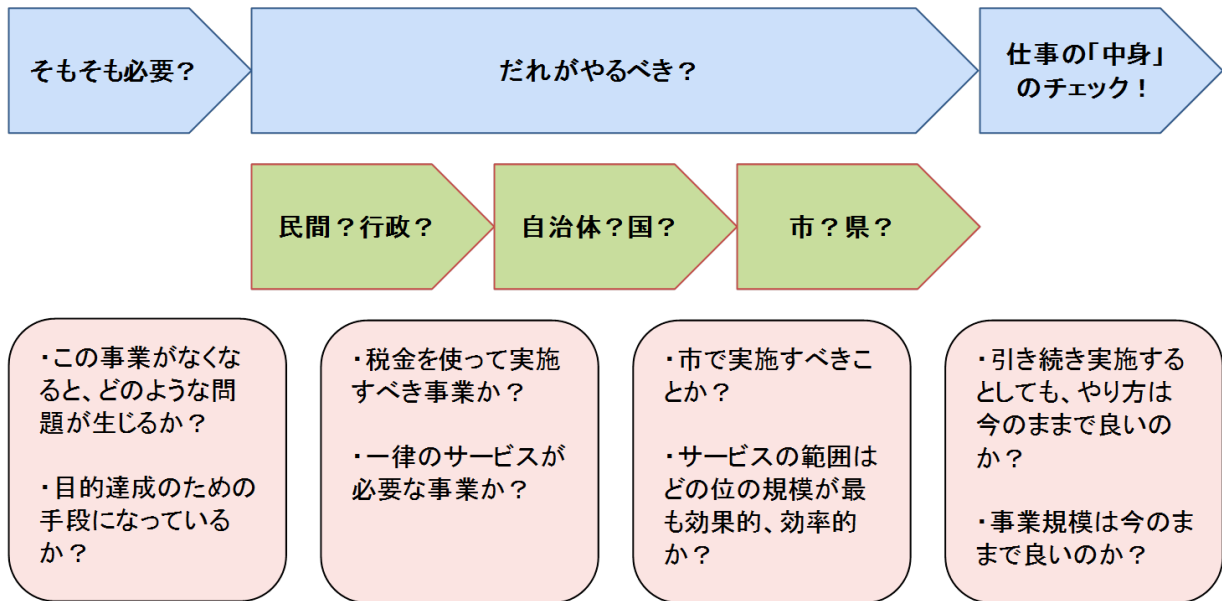 そもそも必要？
だれがやるべき？
仕事の「中身」
のチェック！
民間？行政？
自治体？国？
市？県？
・この事業がなくな
ると、どのような問
題が生じるか？
・目的達成のための
手段になっている
か？
・税金を使って実施
すべき事業か？
・一律のサービスが
必要な事業か？
・市で実施すべきこ
とか？
・サービスの範囲は
どの位の規模が最
も効果的、効率的
か？
・引き続き実施する
としても、やり方は
今のままで良いの
か？
・事業規模は今のま
まで良いのか？